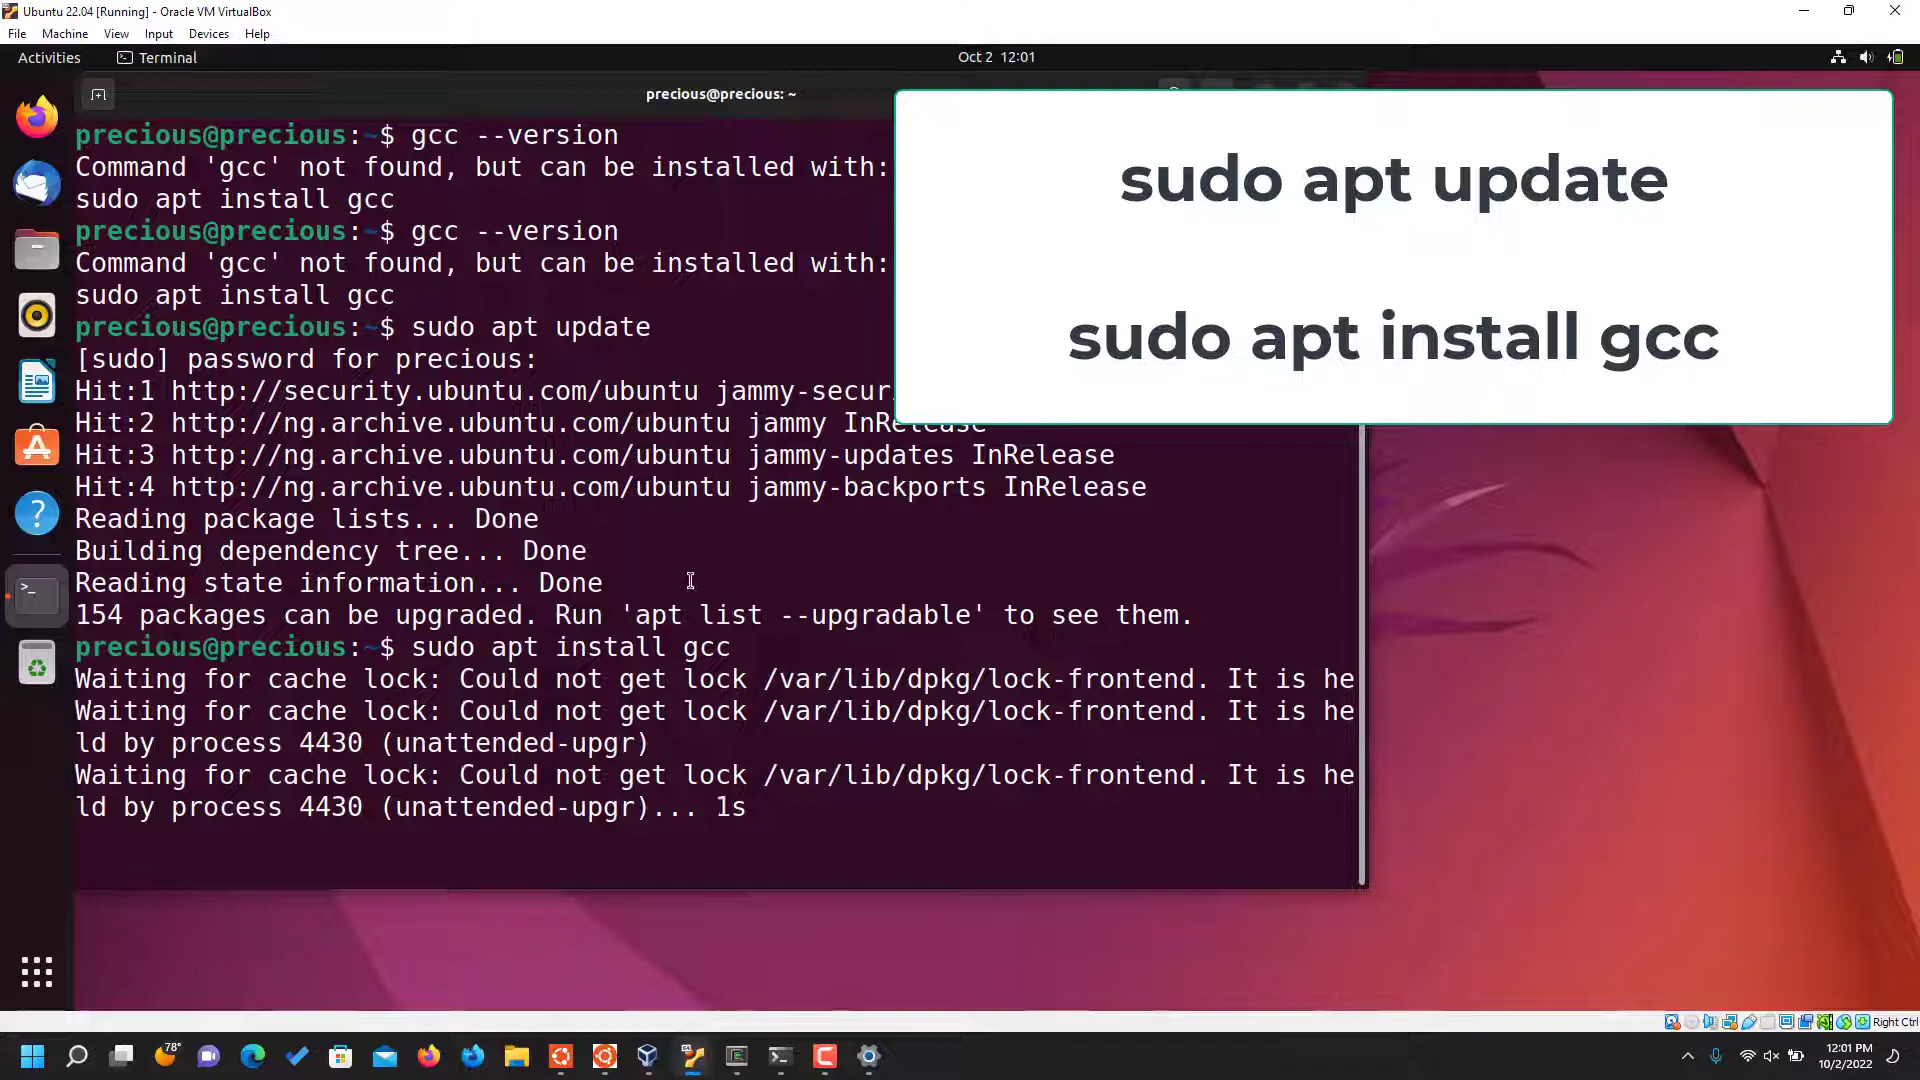 Ubuntu 22.04 [Running] - Oracle VM VirtualBox
File Machine View Input Devices Help
Activities Terminal Oct 2 12:01
precious@precious: ~
precious@precious:~$ gcc --version
Command 'gcc' not found, but can be installed with:
sudo apt install gcc
precious@precious:~$ gcc --version
Command 'gcc' not found, but can be installed with:
sudo apt install gcc
precious@precious:~$ sudo apt update
[sudo] password for precious:
Hit:1 http://security.ubuntu.com/ubuntu jammy-secur
Hit:2 http://ng.archive.ubuntu.com/ubuntu jammy InRelease
Hit:3 http://ng.archive.ubuntu.com/ubuntu jammy-updates InRelease
Hit:4 http://ng.archive.ubuntu.com/ubuntu jammy-backports InRelease
Reading package lists... Done
Building dependency tree... Done
Reading state information... Done
154 packages can be upgraded. Run 'apt list --upgradable' to see them.
precious@precious:~$ sudo apt install gcc
Waiting for cache lock: Could not get lock /var/lib/dpkg/lock-frontend. It is he
Waiting for cache lock: Could not get lock /var/lib/dpkg/lock-frontend. It is he
ld by process 4430 (unattended-upgr)
Waiting for cache lock: Could not get lock /var/lib/dpkg/lock-frontend. It is he
ld by process 4430 (unattended-upgr)... 1s
sudo apt update
sudo apt install gcc
Right Ctrl
78°
12:01 PM
10/2/2022